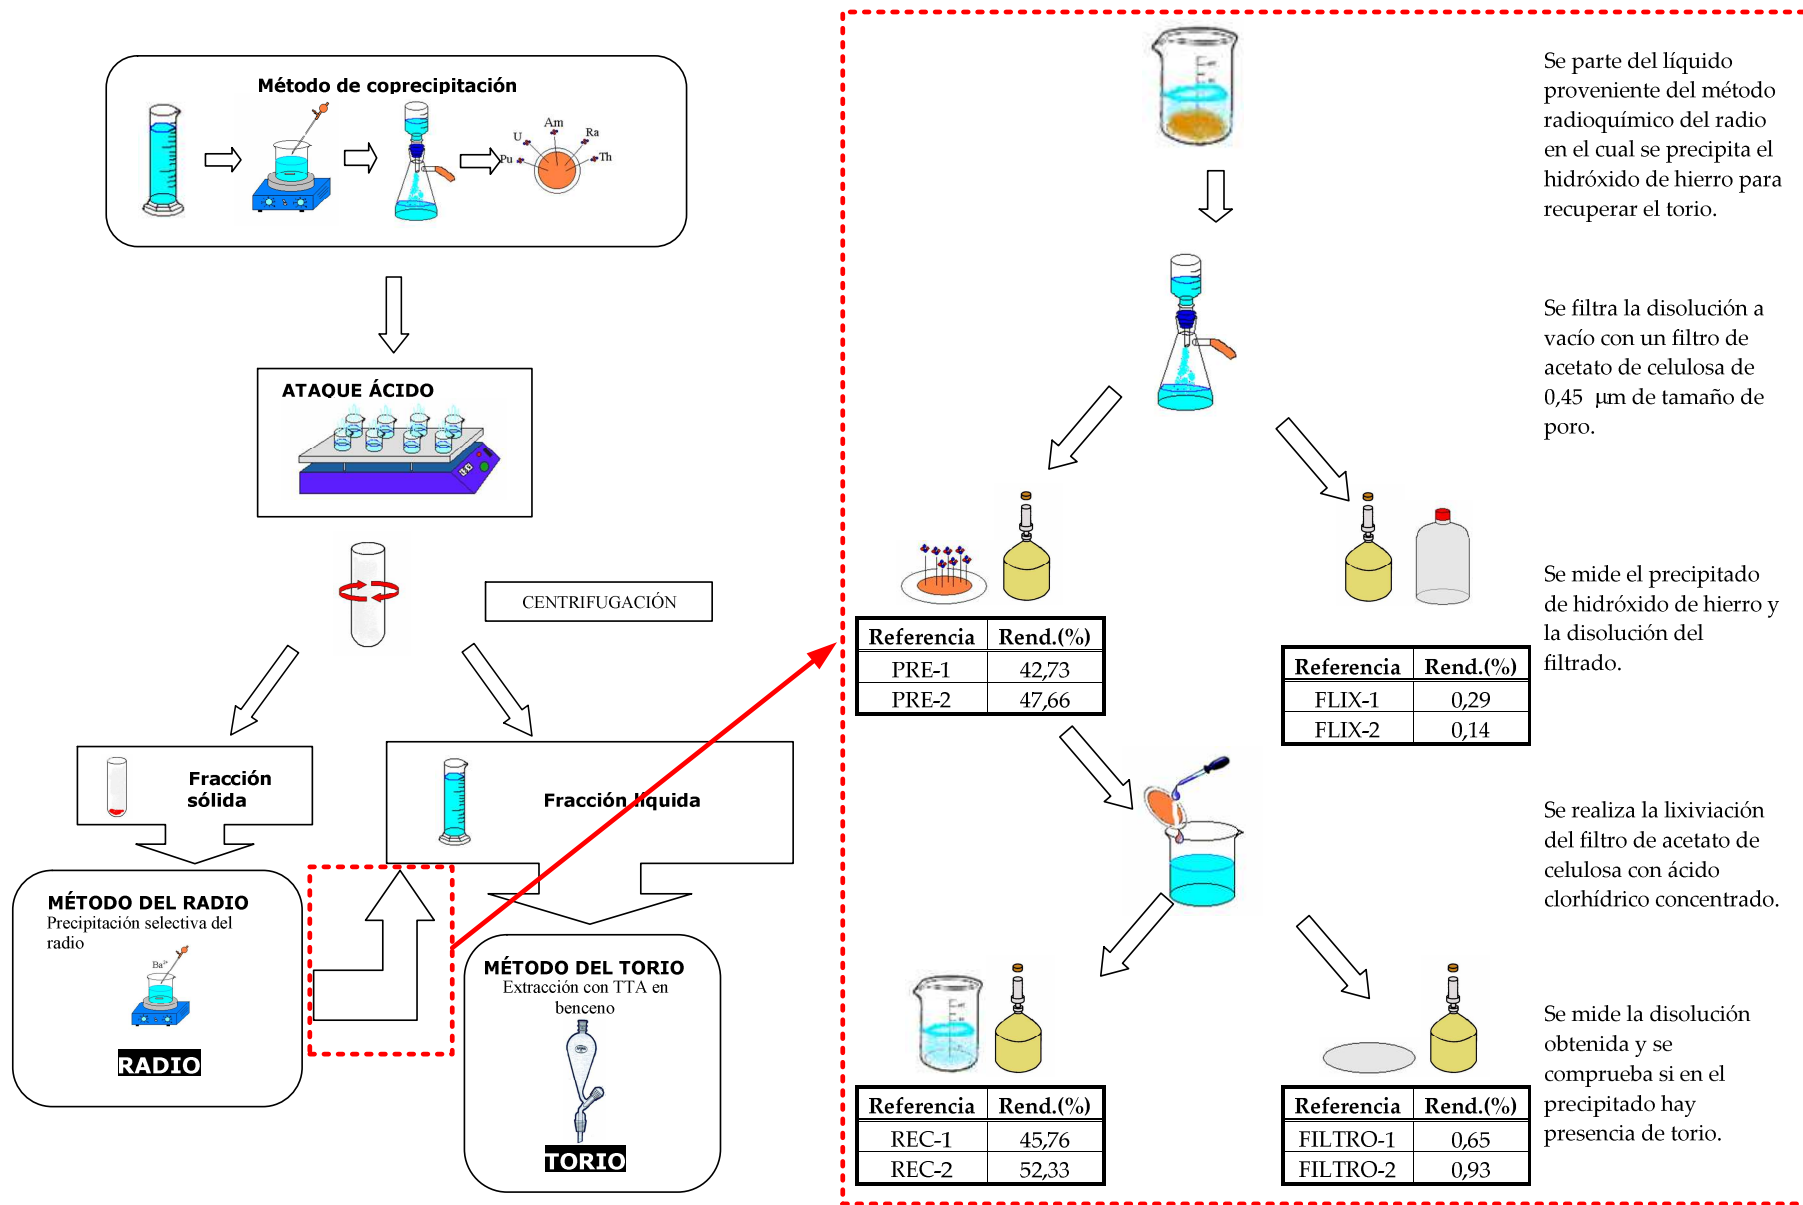 Método de coprecipitación
Pu
U
Am
Ra
Th
ATAQUE ÁCIDO
CENTRIFUGACIÓN
Fracción
sólida
Fracción líquida
MÉTODO DEL RADIO
Precipitación selectiva del
radio
Ba²⁺
RADIO
MÉTODO DEL TORIO
Extracción con TTA en
benceno
TORIO
Se parte del líquido
proveniente del método
radioquímico del radio
en el cual se precipita el
hidróxido de hierro para
recuperar el torio.
Se filtra la disolución a
vacío con un filtro de
acetato de celulosa de
0,45 μm de tamaño de
poro.
Referencia Rend.(%)
PRE-1 42,73
PRE-2 47,66
Referencia Rend.(%)
FLIX-1 0,29
FLIX-2 0,14
Se mide el precipitado
de hidróxido de hierro y
la disolución del
filtrado.
Se realiza la lixiviación
del filtro de acetato de
celulosa con ácido
clorhídrico concentrado.
Referencia Rend.(%)
REC-1 45,76
REC-2 52,33
Referencia Rend.(%)
FILTRO-1 0,65
FILTRO-2 0,93
Se mide la disolución
obtenida y se
comprueba si en el
precipitado hay
presencia de torio.